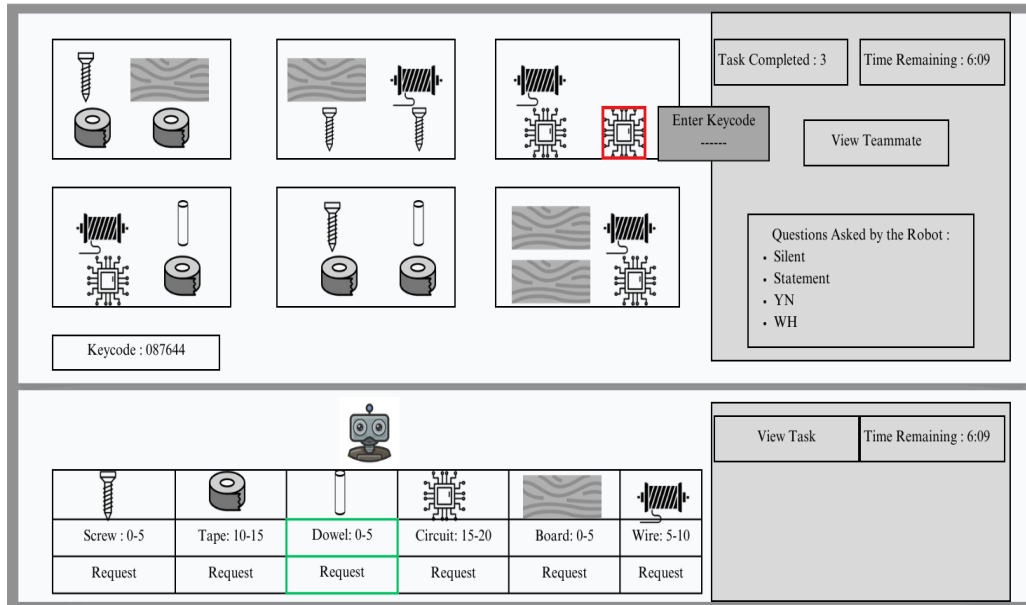 Task Completed : 3
Time Remaining : 6:09
Enter Keycode
------
View Teammate
Questions Asked by the Robot :
• Silent
• Statement
• YN
• WH
Keycode : 087644
View Task
Time Remaining : 6:09
Screw : 0-5
Tape: 10-15
Dowel: 0-5
Circuit: 15-20
Board: 0-5
Wire: 5-10
Request
Request
Request
Request
Request
Request